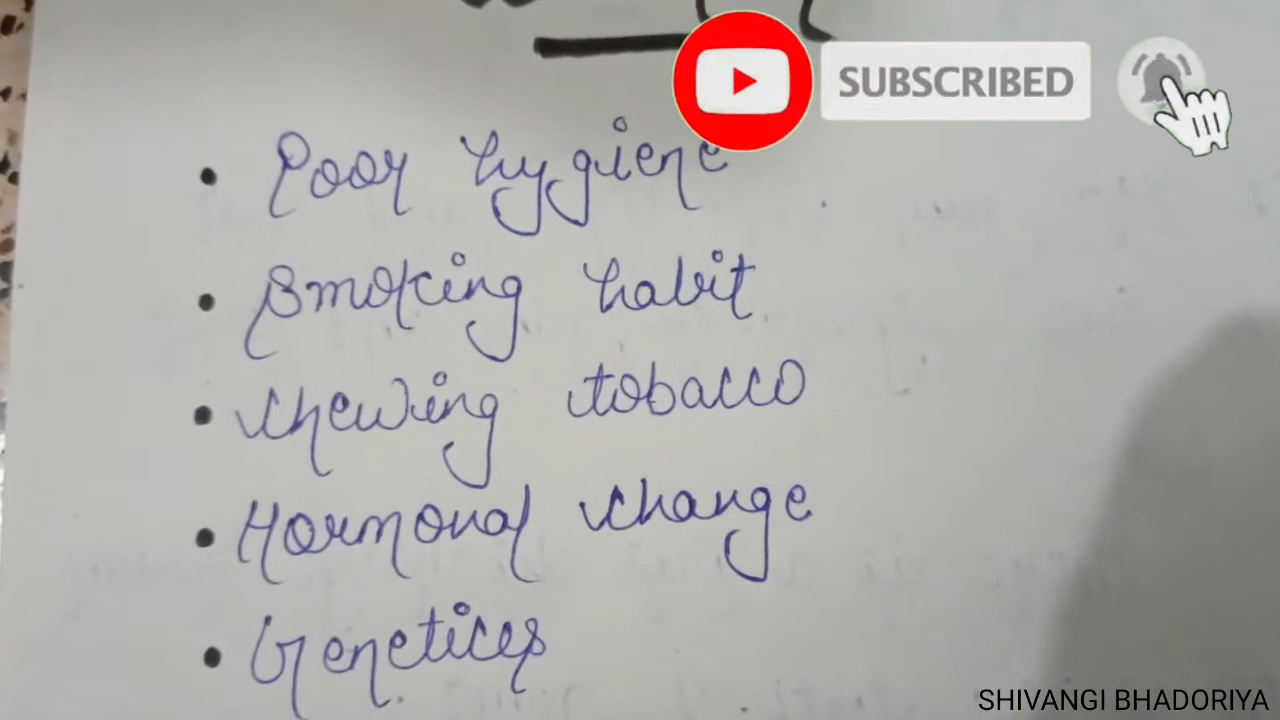 SUBSCRIBED
Poor hygiene
Smoking habit
Chewing tobacco
Hormonal change
Genetices
SHIVANGI BHADORIYA